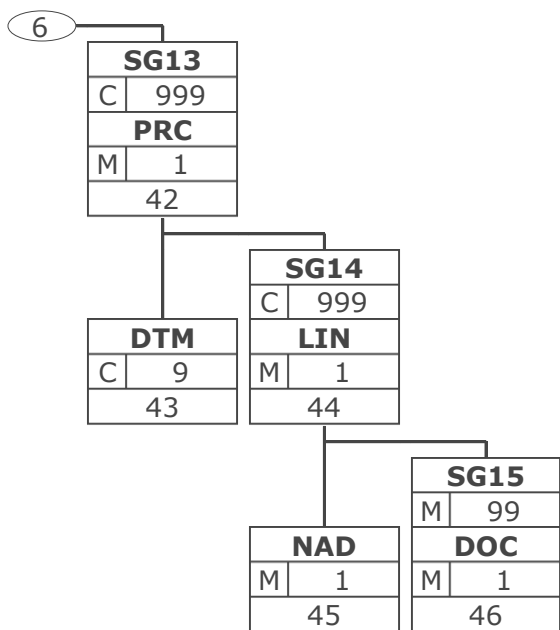 6
SG13
C 999
PRC
M 1
42
SG14
C 999
DTM
LIN
C 9
M 1
43
44
SG15
M 99
NAD
DOC
M 1
M 1
45
46